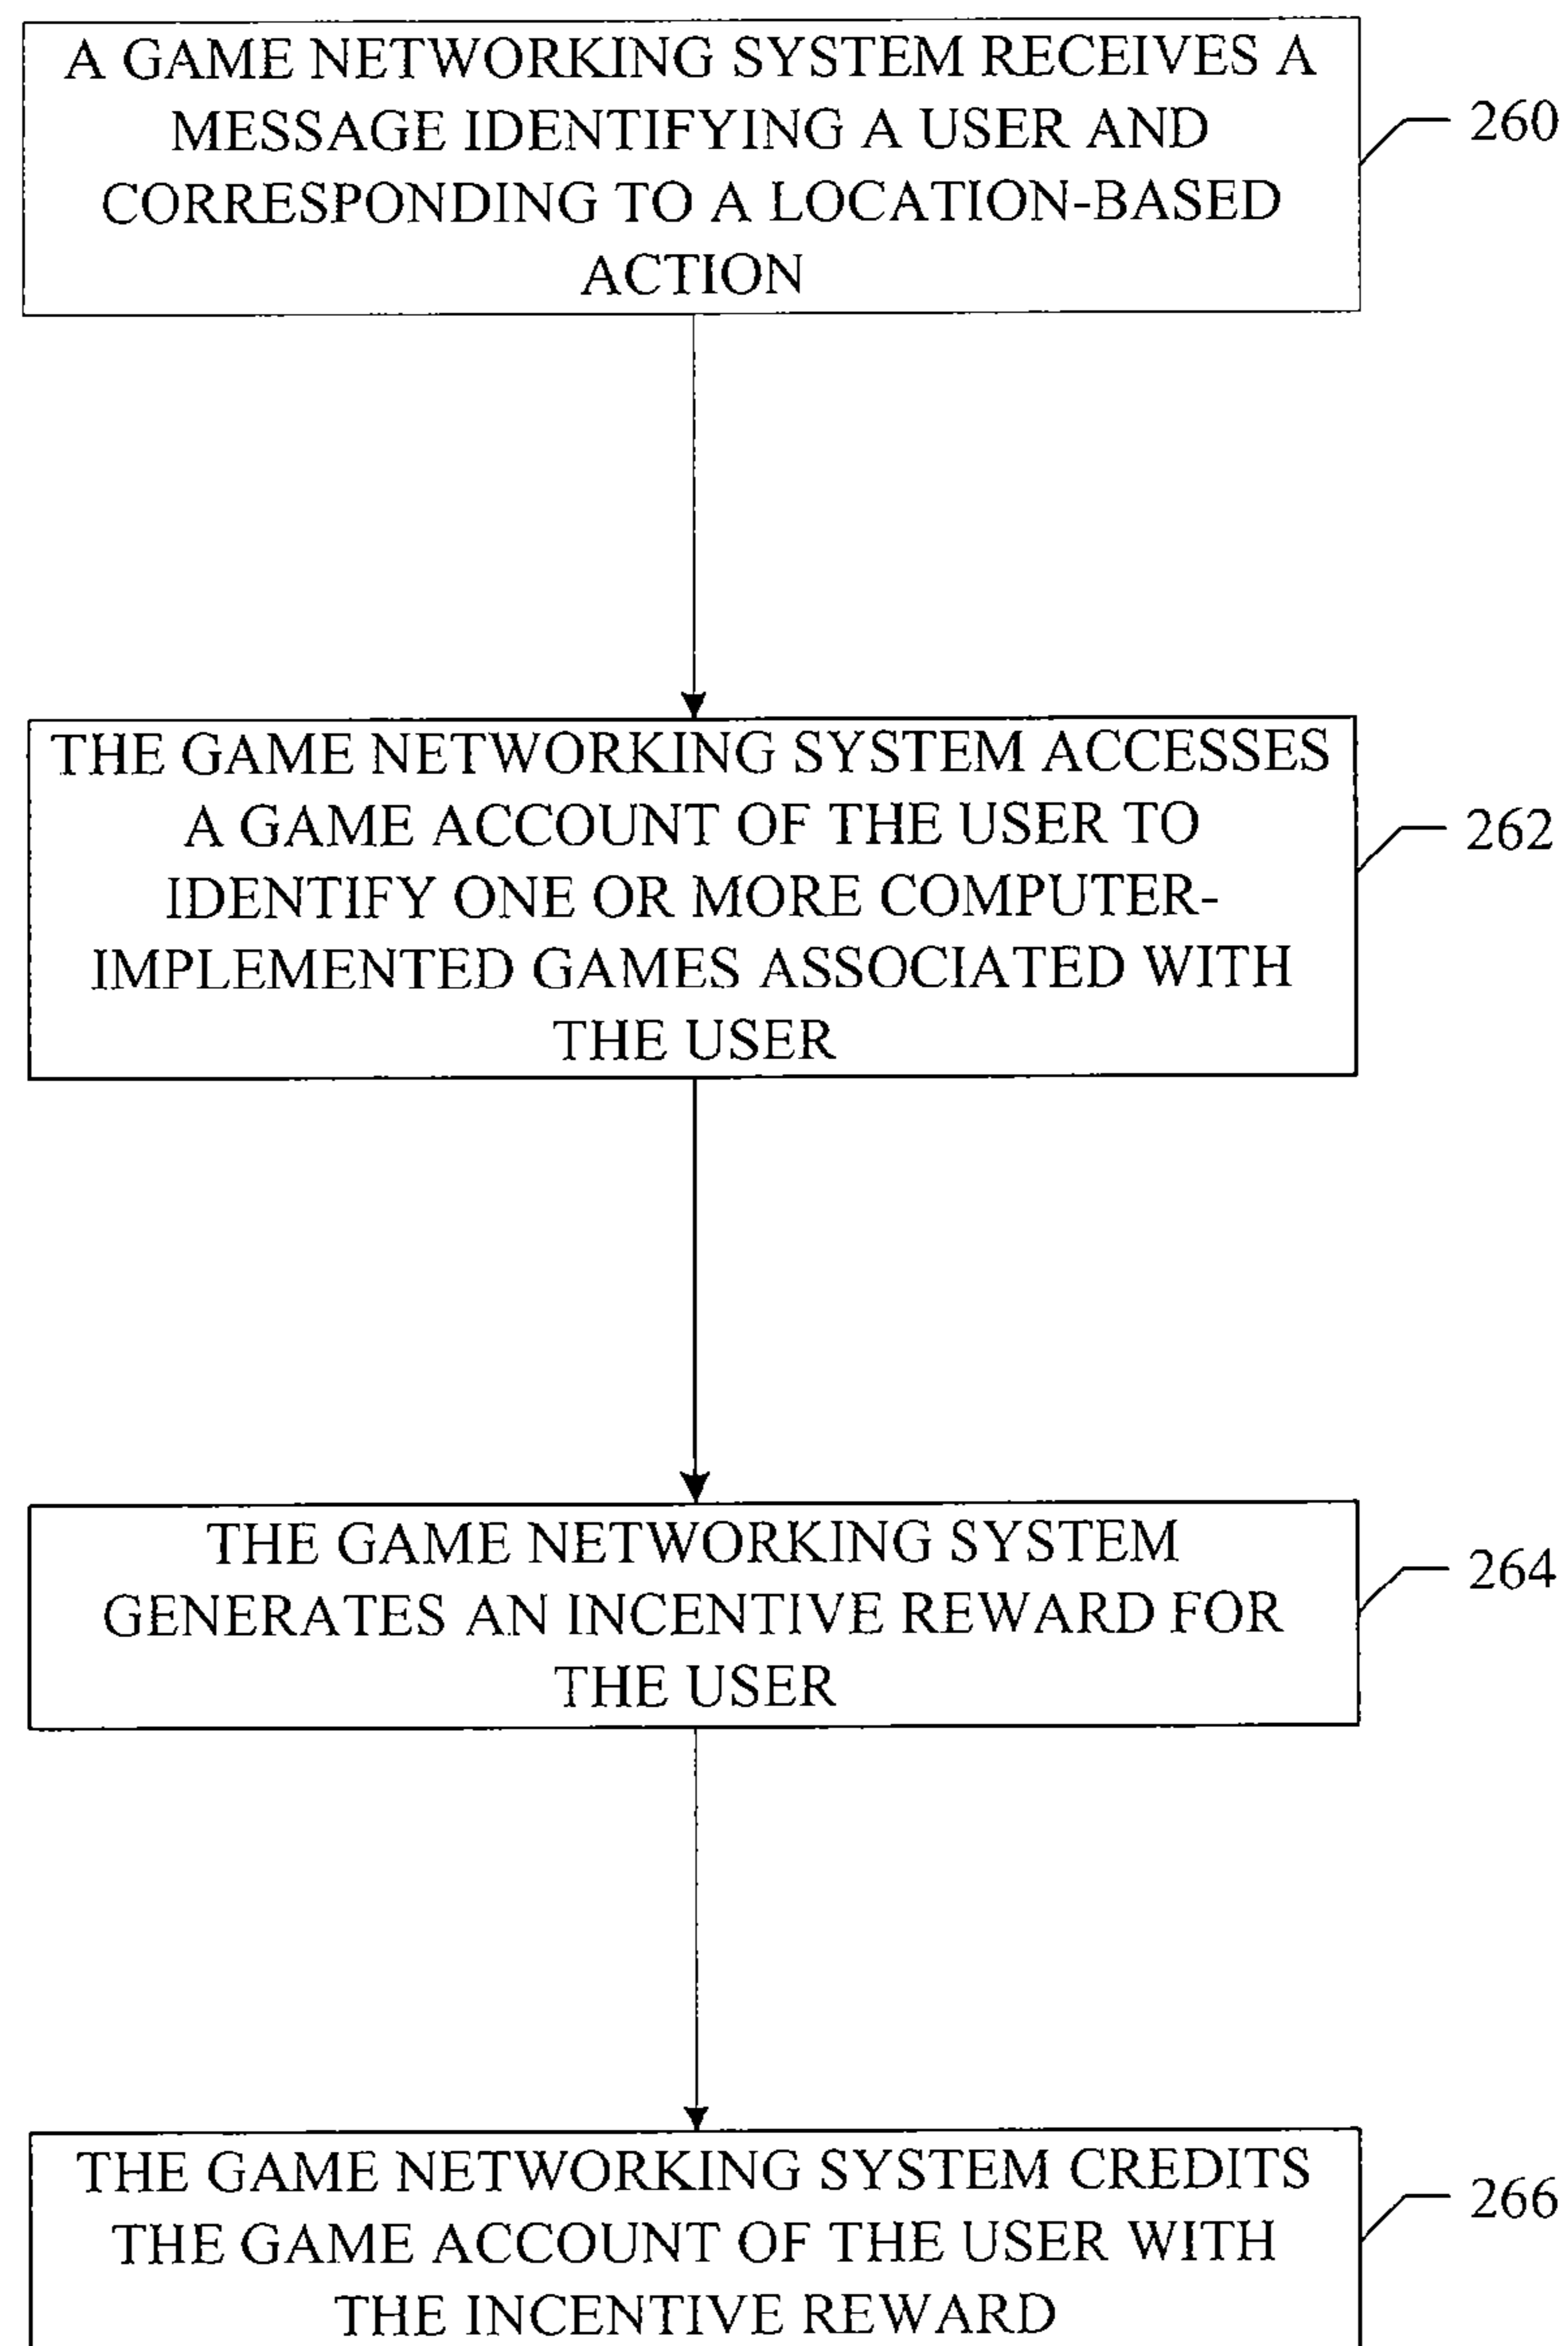 A GAME NETWORKING SYSTEM RECEIVES A
MESSAGE IDENTIFYING A USER AND
CORRESPONDING TO A LOCATION-BASED
ACTION
260
THE GAME NETWORKING SYSTEM ACCESSES
A GAME ACCOUNT OF THE USER TO
IDENTIFY ONE OR MORE COMPUTER-
IMPLEMENTED GAMES ASSOCIATED WITH
THE USER
262
THE GAME NETWORKING SYSTEM
GENERATES AN INCENTIVE REWARD FOR
THE USER
264
THE GAME NETWORKING SYSTEM CREDITS
THE GAME ACCOUNT OF THE USER WITH
THE INCENTIVE REWARD
266